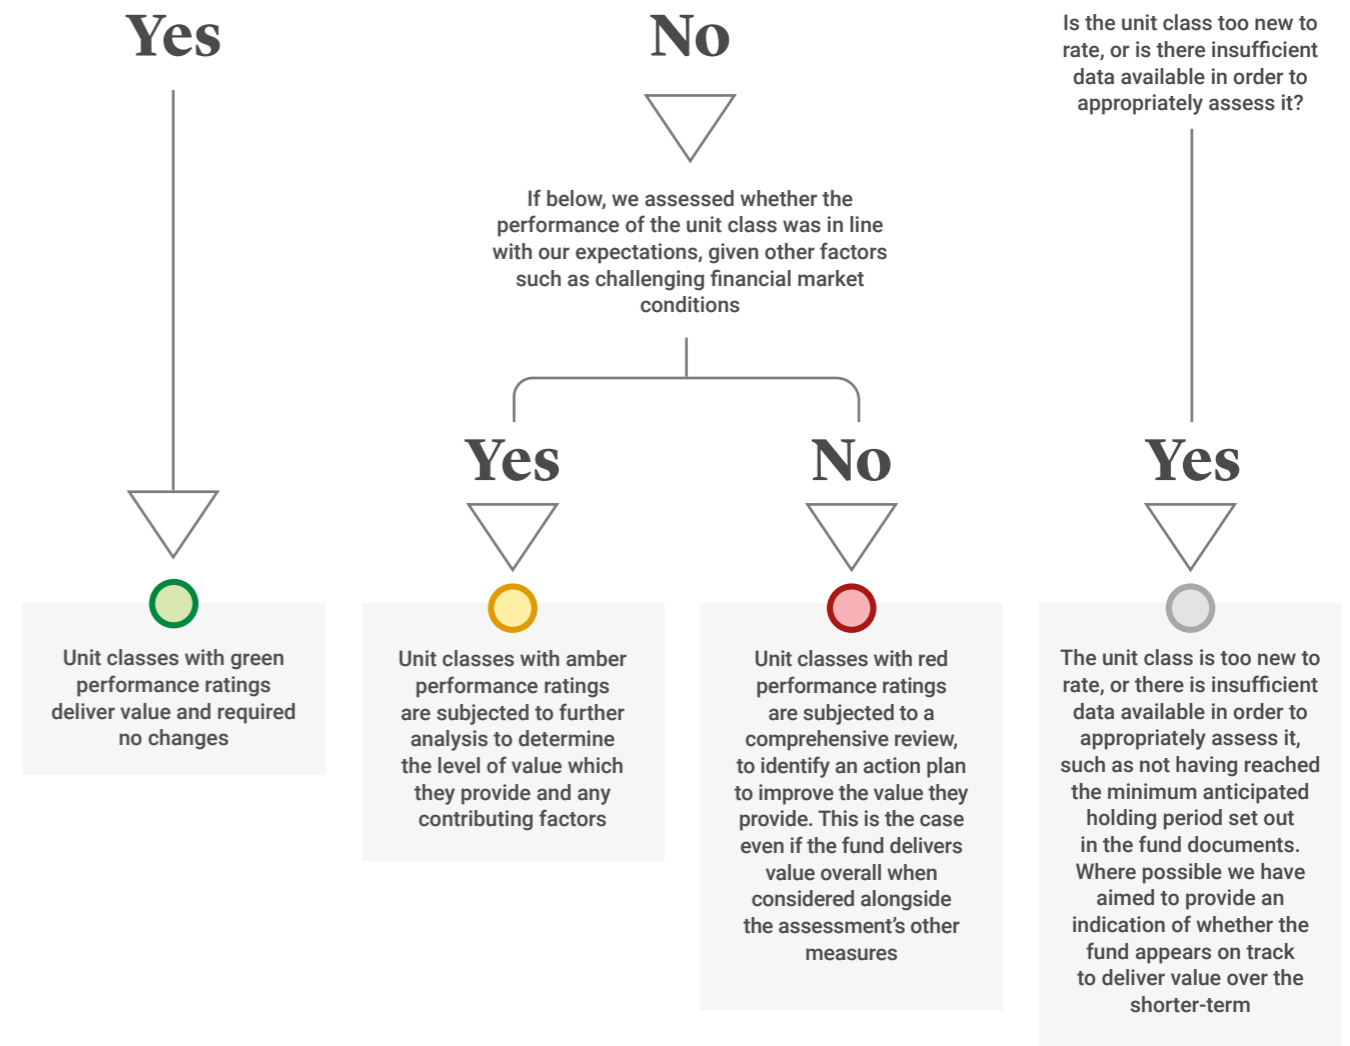 Yes
No
Is the unit class too new to
rate, or is there insufficient
data available in order to
appropriately assess it?
If below, we assessed whether the
performance of the unit class was in line
with our expectations, given other factors
such as challenging financial market
conditions
Yes
No
Yes
Unit classes with green
performance ratings
deliver value and required
no changes
Unit classes with amber
performance ratings
are subjected to further
analysis to determine
the level of value which
they provide and any
contributing factors
Unit classes with red
performance ratings
are subjected to a
comprehensive review,
to identify an action plan
to improve the value they
provide. This is the case
even if the fund delivers
value overall when
considered alongside
the assessment’s other
measures
The unit class is too new to
rate, or there is insufficient
data available in order to
appropriately assess it,
such as not having reached
the minimum anticipated
holding period set out
in the fund documents.
Where possible we have
aimed to provide an
indication of whether the
fund appears on track
to deliver value over the
shorter-term